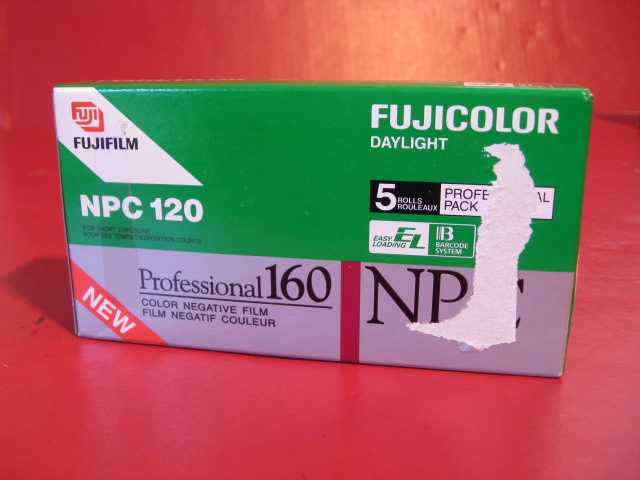 FUJI
FUJIFILM
NPC 120
FOR SHORT EXPOSURE
POUR DES TEMPS D'EXPOSITION COURTS
FUJICOLOR
DAYLIGHT
5 ROLLS
ROULEAUX
PACK
EASY
LOADING
EL
B BARCODE
SYSTEM
Professional 160
COLOR NEGATIVE FILM
FILM NEGATIF COULEUR
NEW
NPC